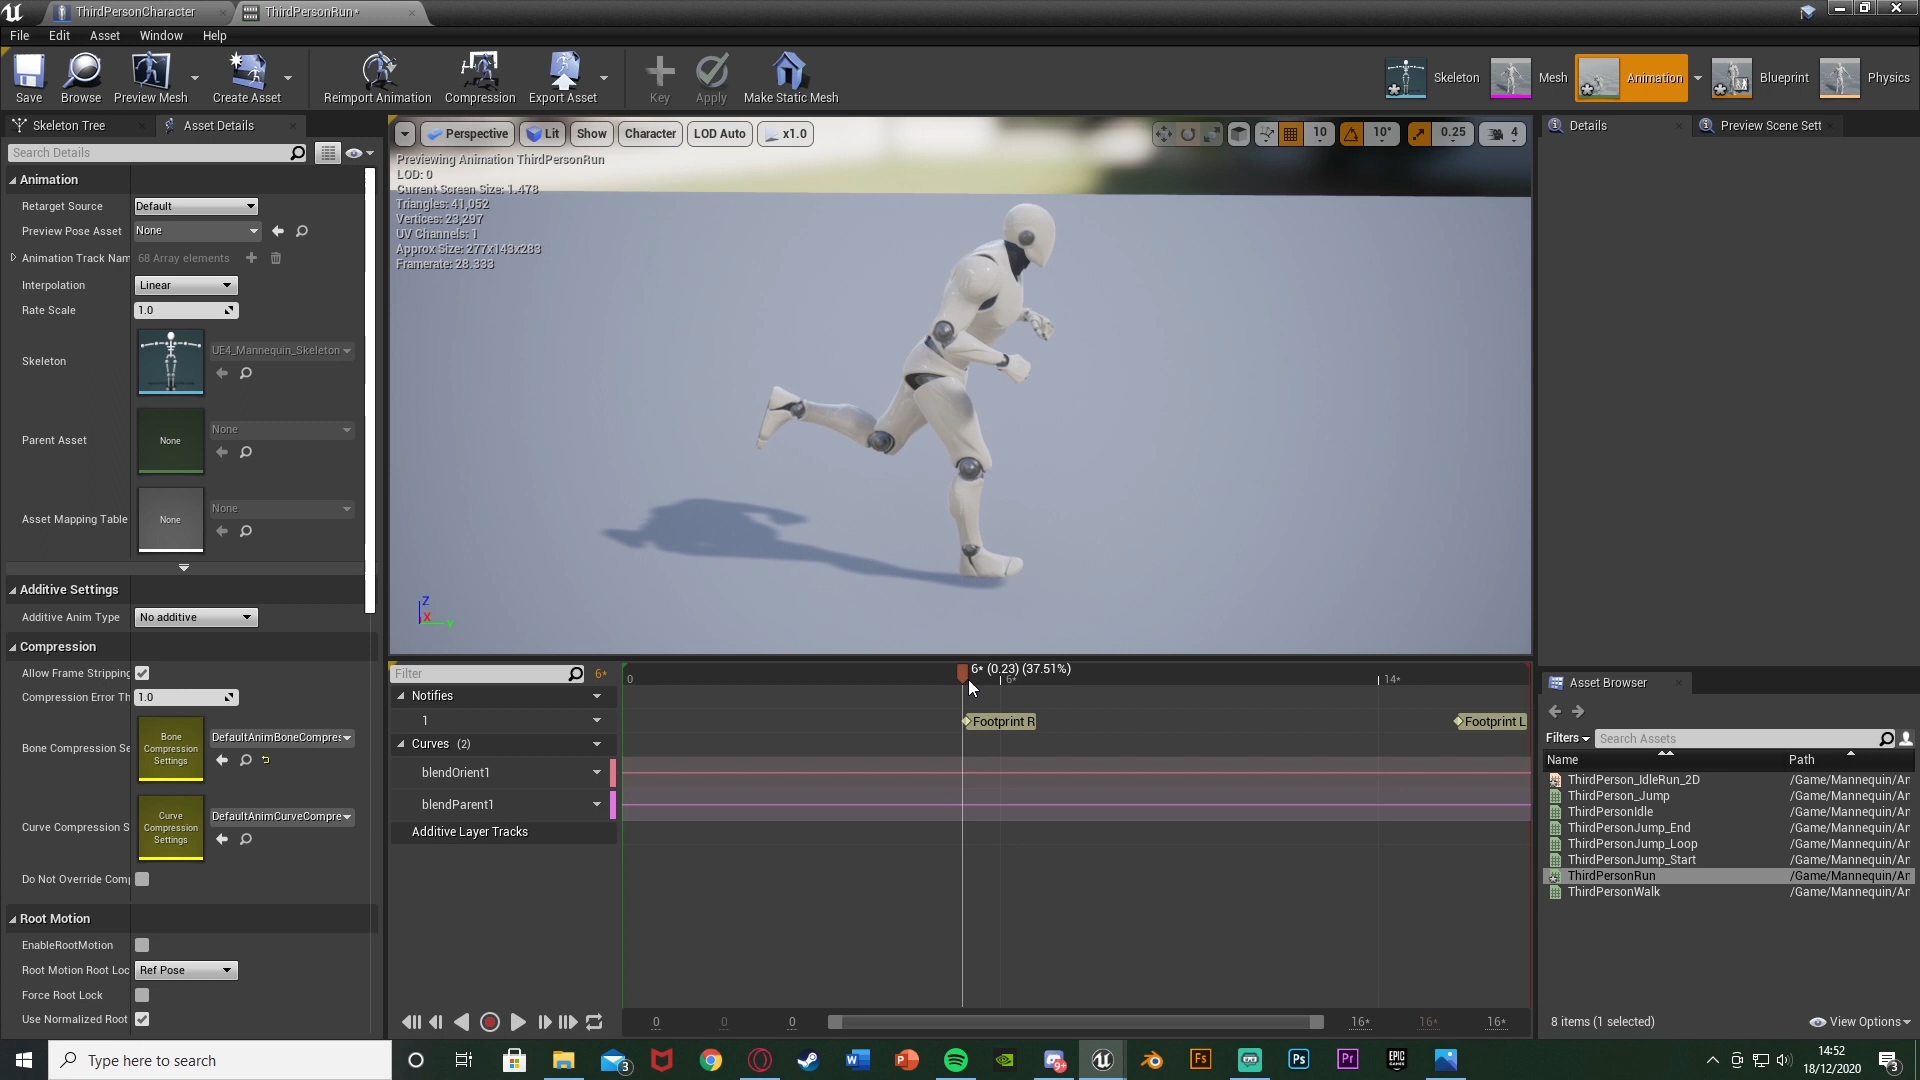 ThirdPersonCharacter
ThirdPersonRun*
File Edit Asset Window Help
Save Browse Preview Mesh Create Asset Reimport Animation Compression Export Asset Key Apply Make Static Mesh
Skeleton Mesh Animation Blueprint Physics
Skeleton Tree
Asset Details
Search Details
Animation
Retarget Source Default
Preview Pose Asset None
Animation Track Nam 68 Array elements
Interpolation Linear
Rate Scale 1.0
Skeleton UE4_Mannequin_Skeleton
Parent Asset None None
Asset Mapping Table None None
Additive Settings
Additive Anim Type No additive
Compression
Allow Frame Stripping
Compression Error Th 1.0
Bone Compression Se
Bone Compression Settings
DefaultAnimBoneCompres
Curve Compression S
Curve Compression Settings
DefaultAnimCurveCompre
Do Not Override Comp
Root Motion
EnableRootMotion
Root Motion Root Loc Ref Pose
Force Root Lock
Use Normalized Root
Perspective Lit Show Character LOD Auto x1.0
10 10° 0.25 4
Previewing Animation ThirdPersonRun
LOD: 0
Current Screen Size: 1.478
Triangles: 41,052
Vertices: 23,297
UV Channels: 1
Approx Size: 277x143x283
Framerate: 28.333
Z
X
Y
Filter 6*
6* (0.23) (37.51%)
0 6* 14*
Notifies
1
Footprint R
Footprint L
Curves (2)
blendOrient1
blendParent1
Additive Layer Tracks
0 0 0 16* 16* 16*
Details
Preview Scene Sett
Asset Browser
Filters Search Assets
Name Path
ThirdPerson_IdleRun_2D /Game/Mannequin/An
ThirdPerson_Jump /Game/Mannequin/An
ThirdPersonIdle /Game/Mannequin/An
ThirdPersonJump_End /Game/Mannequin/An
ThirdPersonJump_Loop /Game/Mannequin/An
ThirdPersonJump_Start /Game/Mannequin/An
ThirdPersonRun /Game/Mannequin/An
ThirdPersonWalk /Game/Mannequin/An
8 items (1 selected)
View Options
Type here to search
3
W
P
9+
Fs
Ps
Pr
EPIC GAMES
14:52
18/12/2020
3